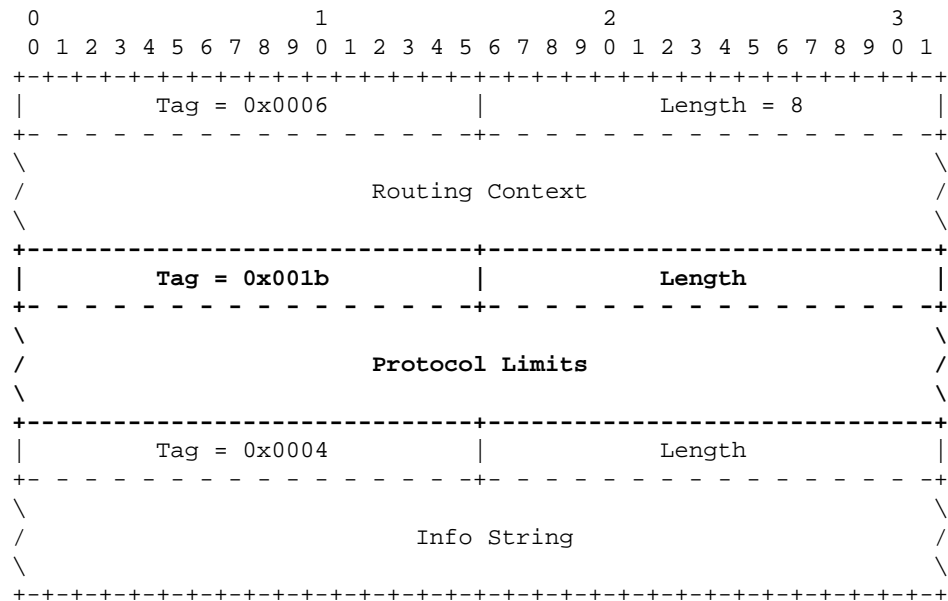 0                   1                   2                   3
 0 1 2 3 4 5 6 7 8 9 0 1 2 3 4 5 6 7 8 9 0 1 2 3 4 5 6 7 8 9 0 1
+-+-+-+-+-+-+-+-+-+-+-+-+-+-+-+-+-+-+-+-+-+-+-+-+-+-+-+-+-+-+-+-+
|         Tag = 0x0006          |            Length = 8         |
+- - - - - - - - - - - - - - - -+- - - - - - - - - - - - - - - -+
\                                                               \
/                        Routing Context                        /
\                                                               \
+-------------------------------+-------------------------------+
|         Tag = 0x001b          |            Length             |
+- - - - - - - - - - - - - - - -+- - - - - - - - - - - - - - - -+
\                                                               \
/                        Protocol Limits                        /
\                                                               \
+-------------------------------+-------------------------------+
|         Tag = 0x0004          |            Length             |
+- - - - - - - - - - - - - - - -+- - - - - - - - - - - - - - - -+
\                                                               \
/                           Info String                         /
\                                                               \
+-+-+-+-+-+-+-+-+-+-+-+-+-+-+-+-+-+-+-+-+-+-+-+-+-+-+-+-+-+-+-+-+